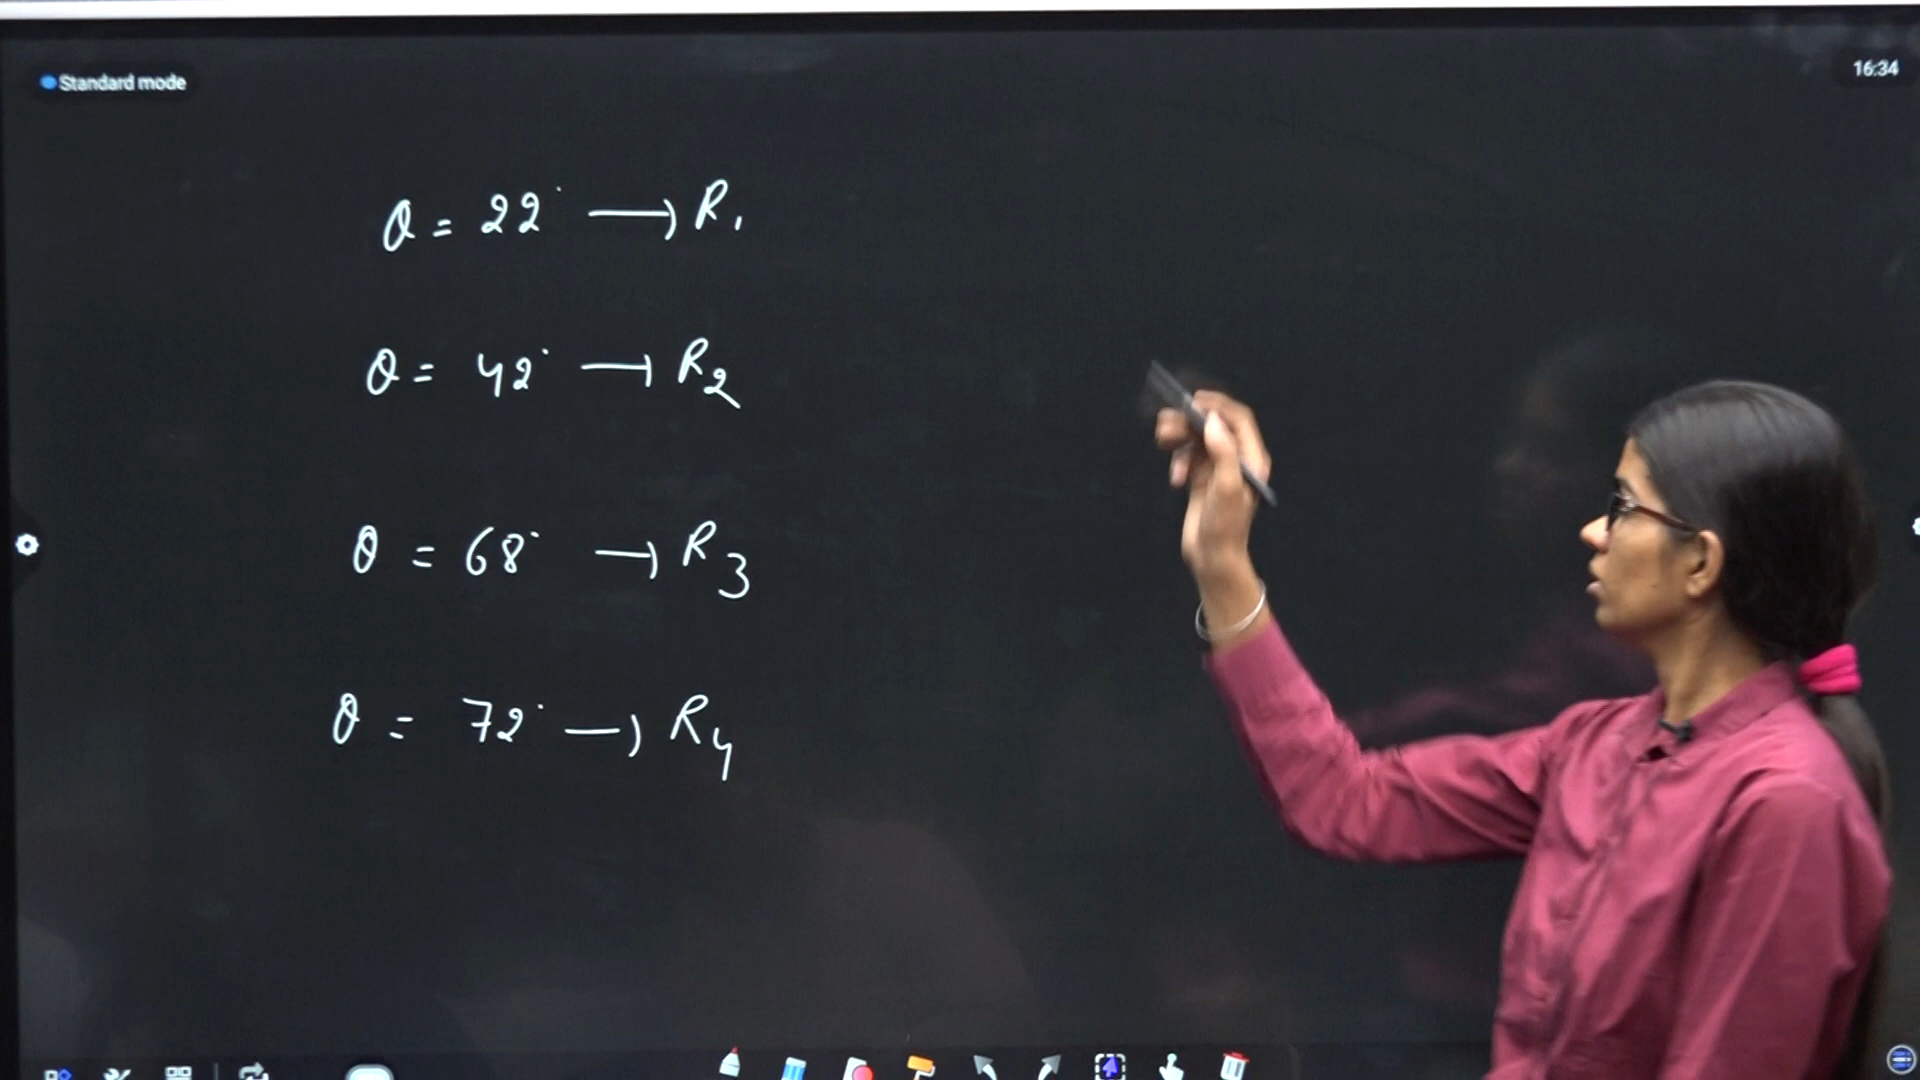 Standard mode
16:34
θ = 22° → R₁
θ = 42° → R₂
θ = 68° → R₃
θ = 72° → R₄